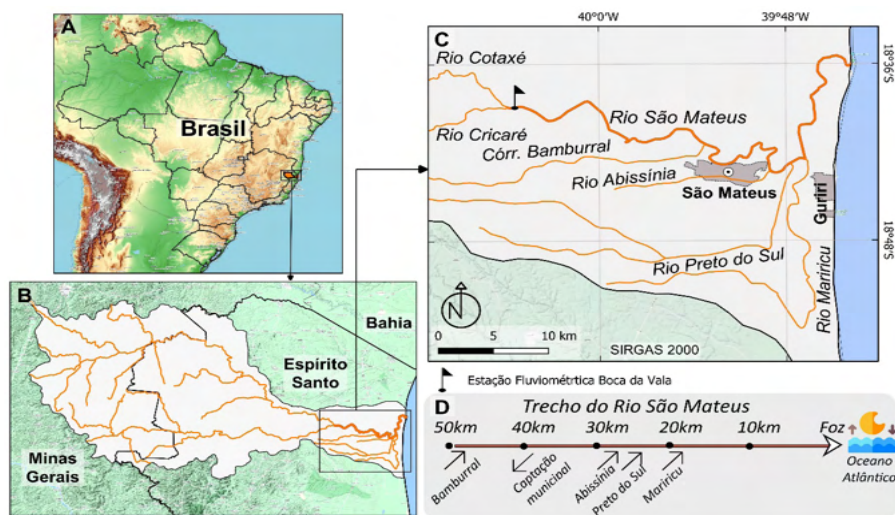 A
Brasil
B
Bahia
Espírito
Santo
Minas
Gerais
C
40°0'W
39°48'W
18°36'S
18°48'S
Rio Cotaxé
Rio Cricaré
Rio São Mateus
Córr. Bamburral
Rio Abissínia
São Mateus
Guriri
Rio Preto do Sul
Rio Mariricu
N
0 5 10 km
SIRGAS 2000
Estação Fluviométrtica Boca da Vala
D
Trecho do Rio São Mateus
50km 40km 30km 20km 10km Foz
Bamburral
Captação
municipal
Abissínia
Preto do Sul
Mariricu
Oceano
Atlântico